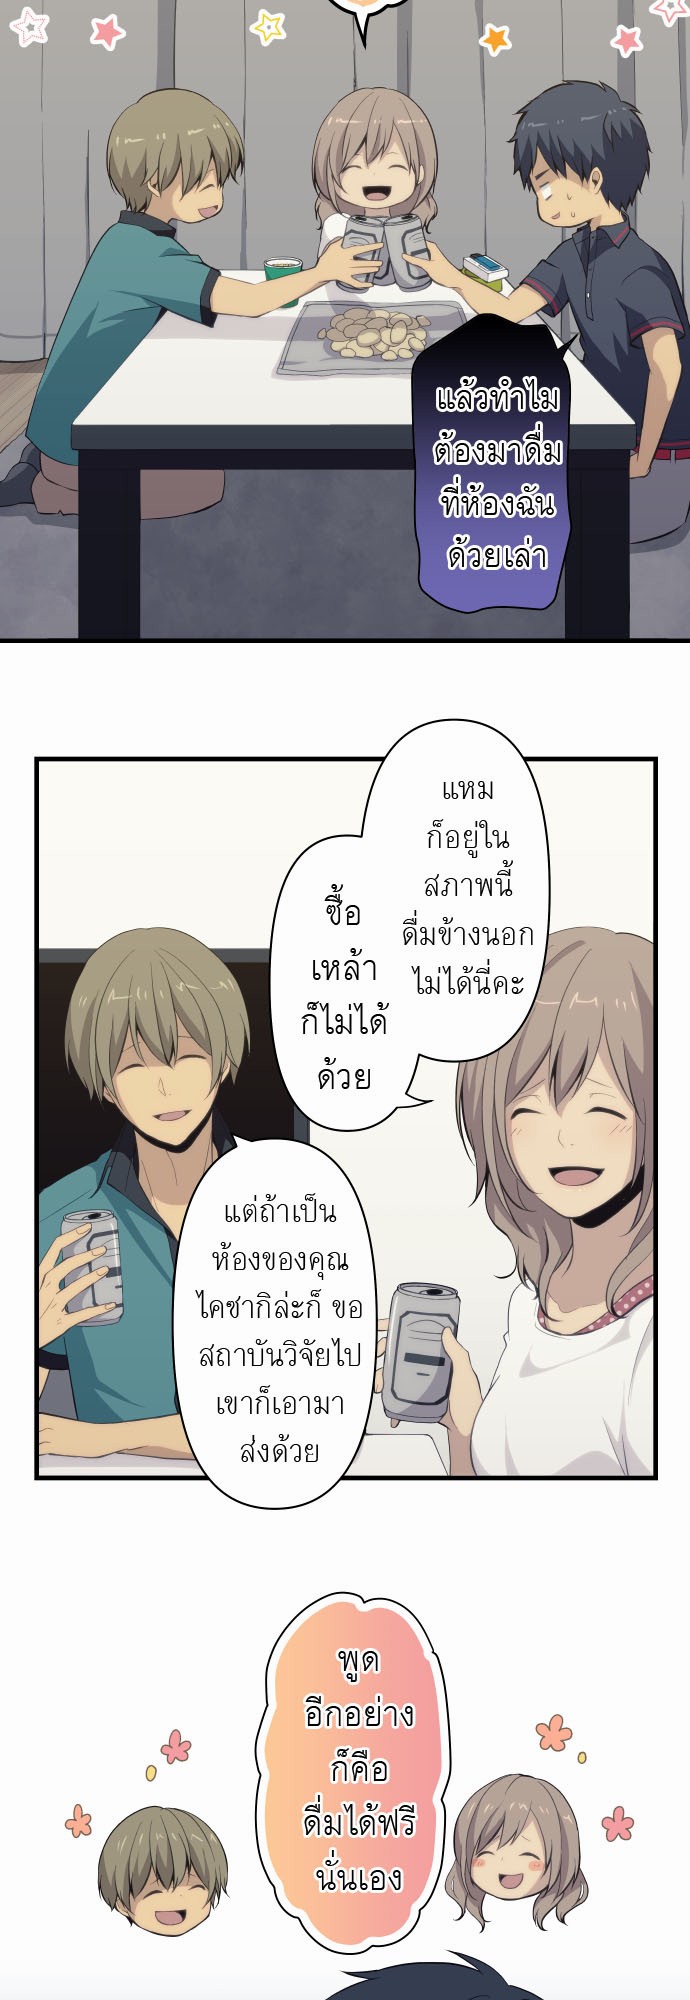 แล้วทำไม
ต้องมาดื่ม
ที่ห้องฉัน
ด้วยเล่า
แหม
ก็อยู่ใน
สภาพนี้
ดื่มข้างนอก
ไม่ได้นี่คะ
ซื้อ
เหล้า
ก็ไม่ได้
ด้วย
แต่ถ้าเป็น
ห้องของคุณ
ไคซากิล่ะก็ ขอ
สถาบันวิจัยไป
เขาก็เอามา
ส่งด้วย
พูด
อีกอย่าง
ก็คือ
ดื่มได้ฟรี
นั่นเอง